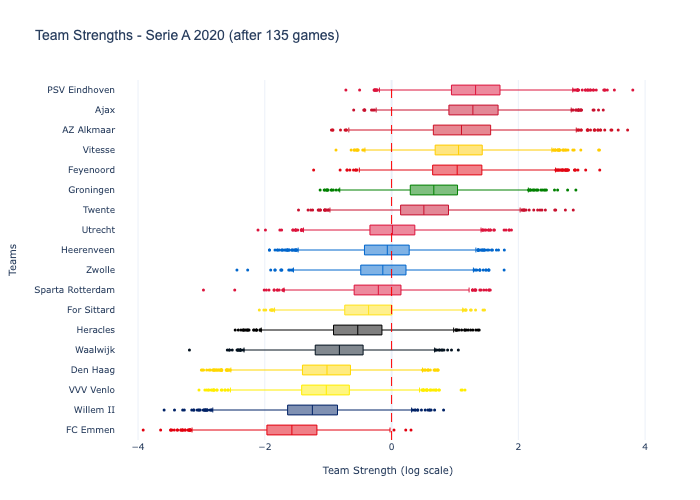 Team Strengths - Serie A 2020 (after 135 games)
PSV Eindhoven
Ajax
AZ Alkmaar
Vitesse
Feyenoord
Groningen
Twente
Utrecht
Heerenveen
Zwolle
Sparta Rotterdam
For Sittard
Heracles
Waalwijk
Den Haag
VVV Venlo
Willem II
FC Emmen
Teams
−4 −2 0 2 4
Team Strength (log scale)